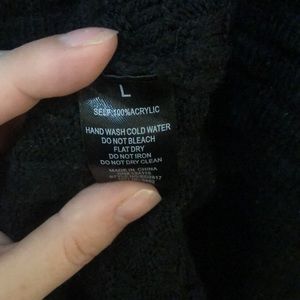 L
SELF:100%ACRYLIC
HAND WASH COLD WATER
DO NOT BLEACH
FLAT DRY
DO NOT IRON
DO NOT DRY CLEAN
MADE IN CHINA